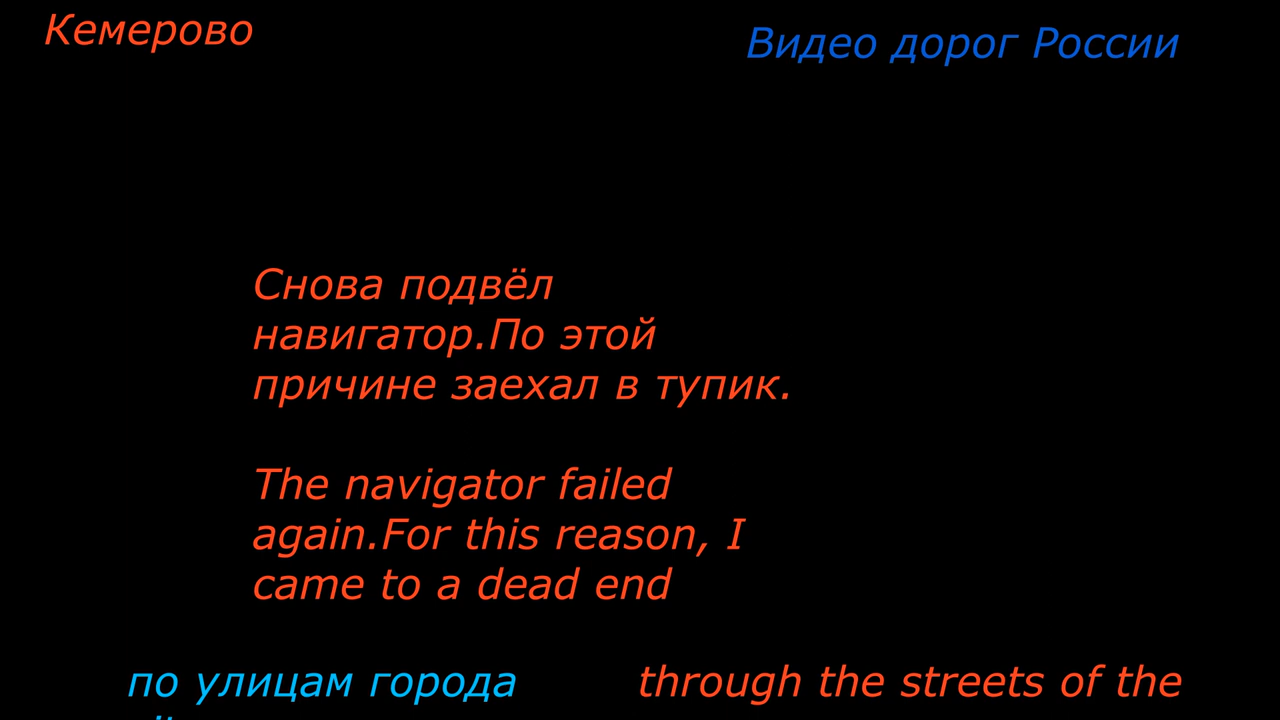 Кемерово
Видео дорог России
Снова подвёл
навигатор.По этой
причине заехал в тупик.
The navigator failed
again.For this reason, I
came to a dead end
по улицам города through the streets of the